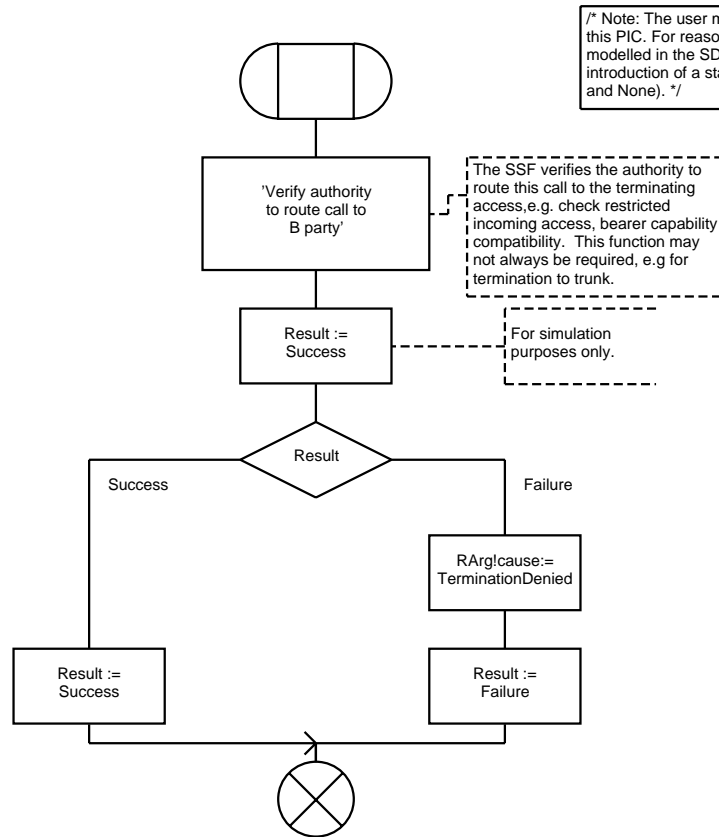 /* Note: The user m
this PIC. For reaso
modelled in the SD
introduction of a sta
and None). */
'Verify authority
to route call to
B party'
The SSF verifies the authority to
route this call to the terminating
access,e.g. check restricted
incoming access, bearer capability
compatibility. This function may
not always be required, e.g for
termination to trunk.
Result :=
Success
For simulation
purposes only.
Result
Success
Failure
RArg!cause:=
TerminationDenied
Result :=
Success
Result :=
Failure